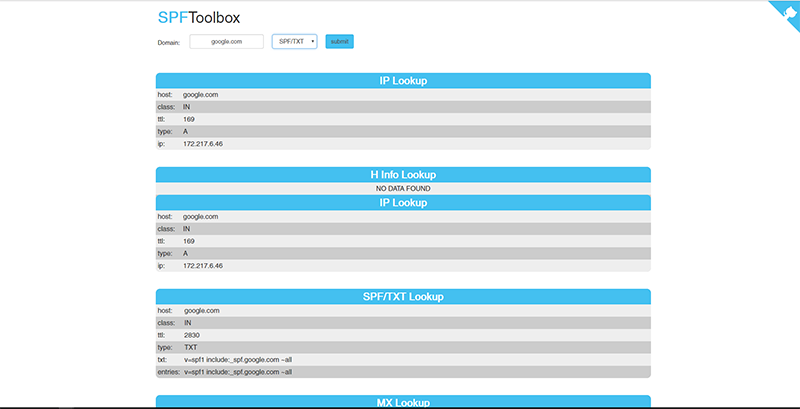 SPFToolbox
Domain: google.com SPF/TXT submit
IP Lookup
host: google.com
class: IN
ttl: 169
type: A
ip: 172.217.6.46
H Info Lookup
NO DATA FOUND
IP Lookup
host: google.com
class: IN
ttl: 169
type: A
ip: 172.217.6.46
SPF/TXT Lookup
host: google.com
class: IN
ttl: 2830
type: TXT
txt: v=spf1 include:_spf.google.com ~all
entries: v=spf1 include:_spf.google.com ~all
MX Lookup